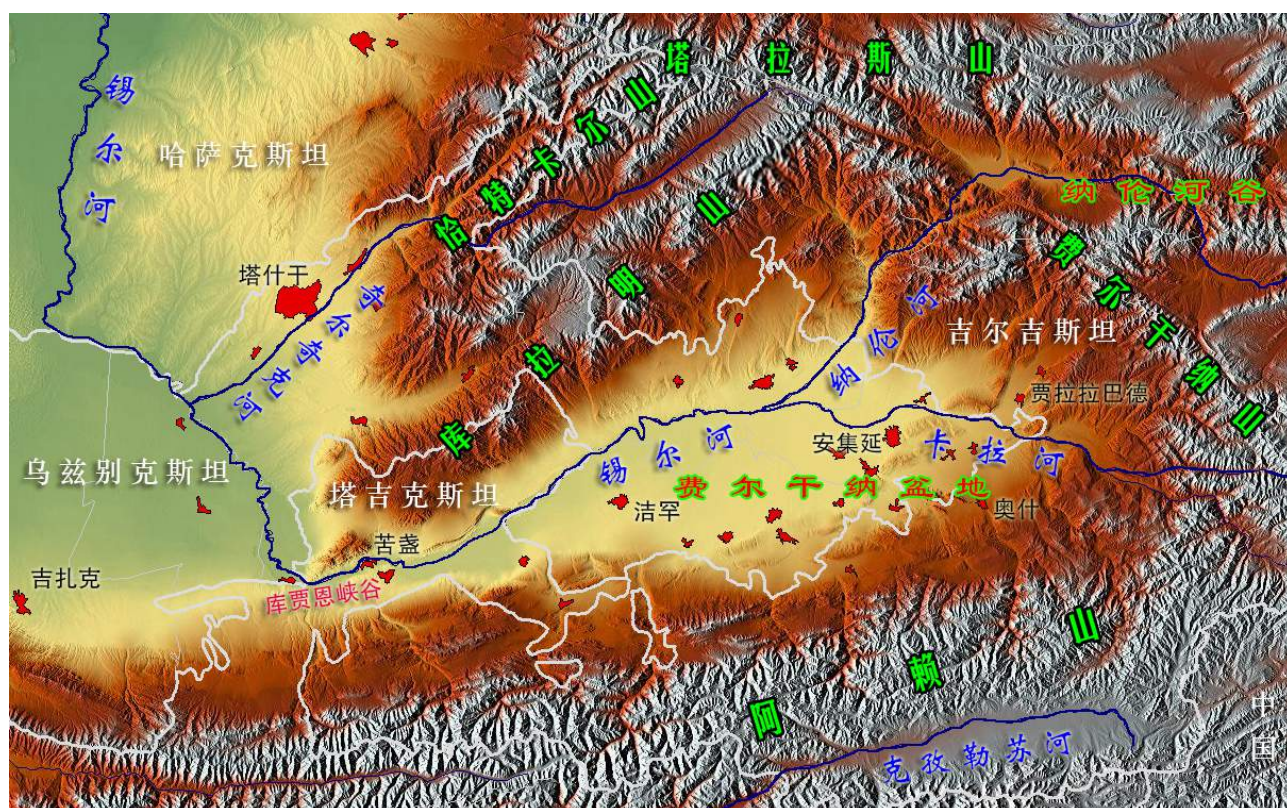 塔拉斯山
恰特卡尔山
锡尔河
哈萨克斯坦
纳伦河谷
塔什干
奇尔奇克河
库拉明山
费尔干纳山
纳伦河
吉尔吉斯坦
贾拉拉巴德
安集延
卡拉河
锡尔河
乌兹别克斯坦
塔吉克斯坦
费尔干纳盆地
洁罕
奥什
苦盏
吉扎克
库贾恩峡谷
阿赖山
克孜勒苏河
中国